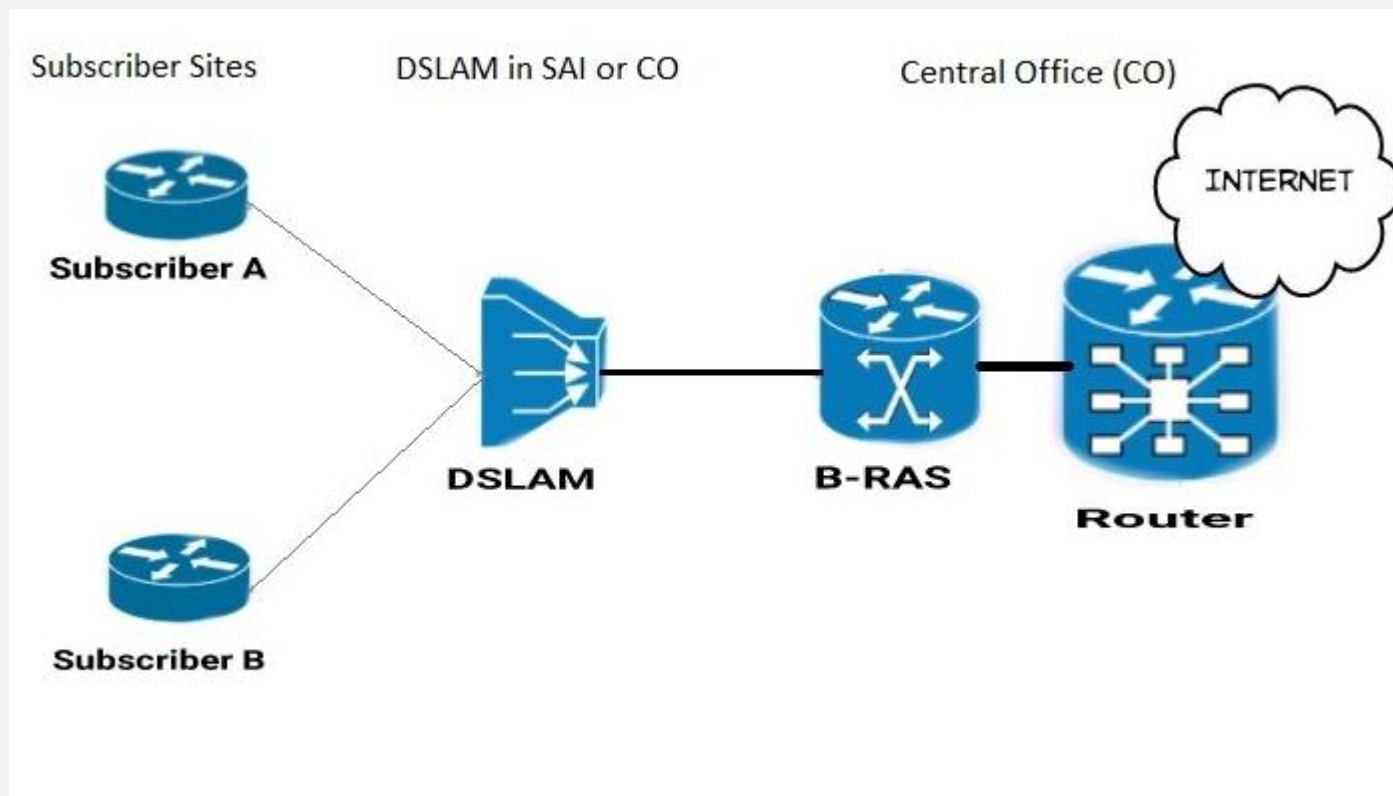 Subscriber Sites
DSLAM in SAI or CO
Central Office (CO)
INTERNET
Subscriber A
DSLAM
B-RAS
Router
Subscriber B